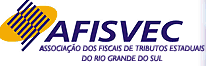 AFISVEC
ASSOCIAÇÃO DOS FISCAIS DE TRIBUTOS ESTADUAIS
DO RIO GRANDE DO SUL